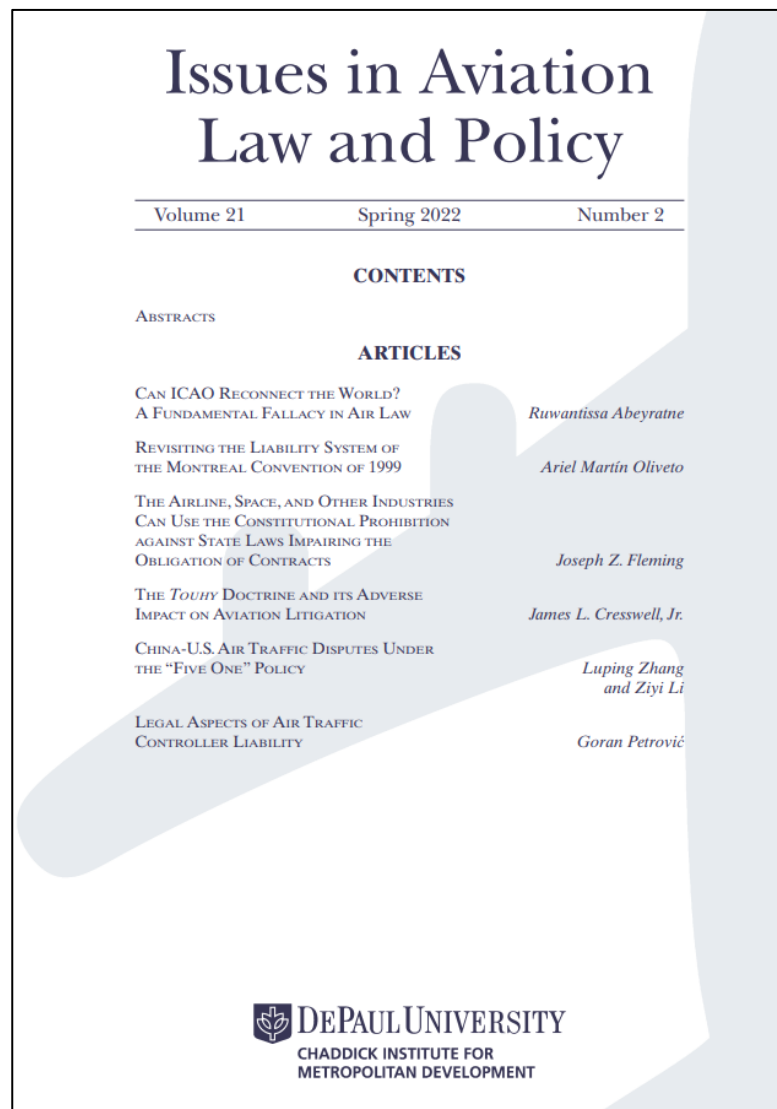 Issues in Aviation
Law and Policy
Volume 21 Spring 2022 Number 2
CONTENTS
ABSTRACTS
ARTICLES
CAN ICAO RECONNECT THE WORLD?
A FUNDAMENTAL FALLACY IN AIR LAW Ruwantissa Abeyratne
REVISITING THE LIABILITY SYSTEM OF
THE MONTREAL CONVENTION OF 1999 Ariel Martín Oliveto
THE AIRLINE, SPACE, AND OTHER INDUSTRIES
CAN USE THE CONSTITUTIONAL PROHIBITION
AGAINST STATE LAWS IMPAIRING THE
OBLIGATION OF CONTRACTS Joseph Z. Fleming
THE TOUHY DOCTRINE AND ITS ADVERSE
IMPACT ON AVIATION LITIGATION James L. Cresswell, Jr.
CHINA-U.S. AIR TRAFFIC DISPUTES UNDER
THE “FIVE ONE” POLICY Luping Zhang
and Ziyi Li
LEGAL ASPECTS OF AIR TRAFFIC
CONTROLLER LIABILITY Goran Petrović
DEPAUL UNIVERSITY
CHADDICK INSTITUTE FOR
METROPOLITAN DEVELOPMENT